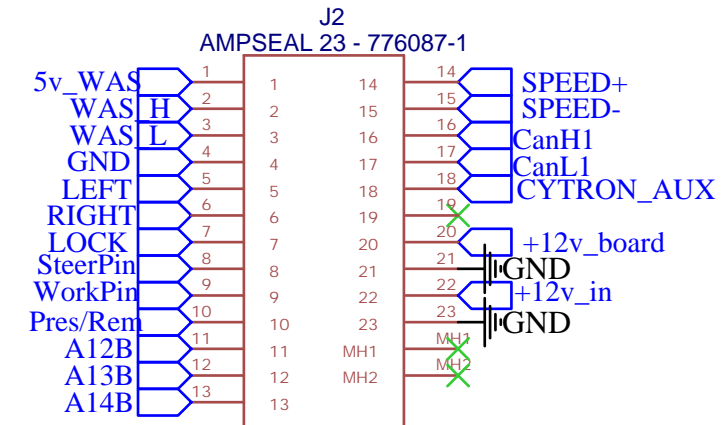 J2
AMPSEAL 23 - 776087-1
5v_WAS 1 1 14 14 SPEED+
WAS_H 2 2 15 15 SPEED-
WAS_L 3 3 16 16 CanH1
GND 4 4 17 17 CanL1
LEFT 5 5 18 18 CYTRON_AUX
RIGHT 6 6 19 19
LOCK 7 7 20 20 +12v_board
SteerPin 8 8 21 21 GND
WorkPin 9 9 22 22 +12v_in
Pres/Rem 10 10 23 23 GND
A12B 11 11 MH1 MH1
A13B 12 12 MH2 MH2
A14B 13 13